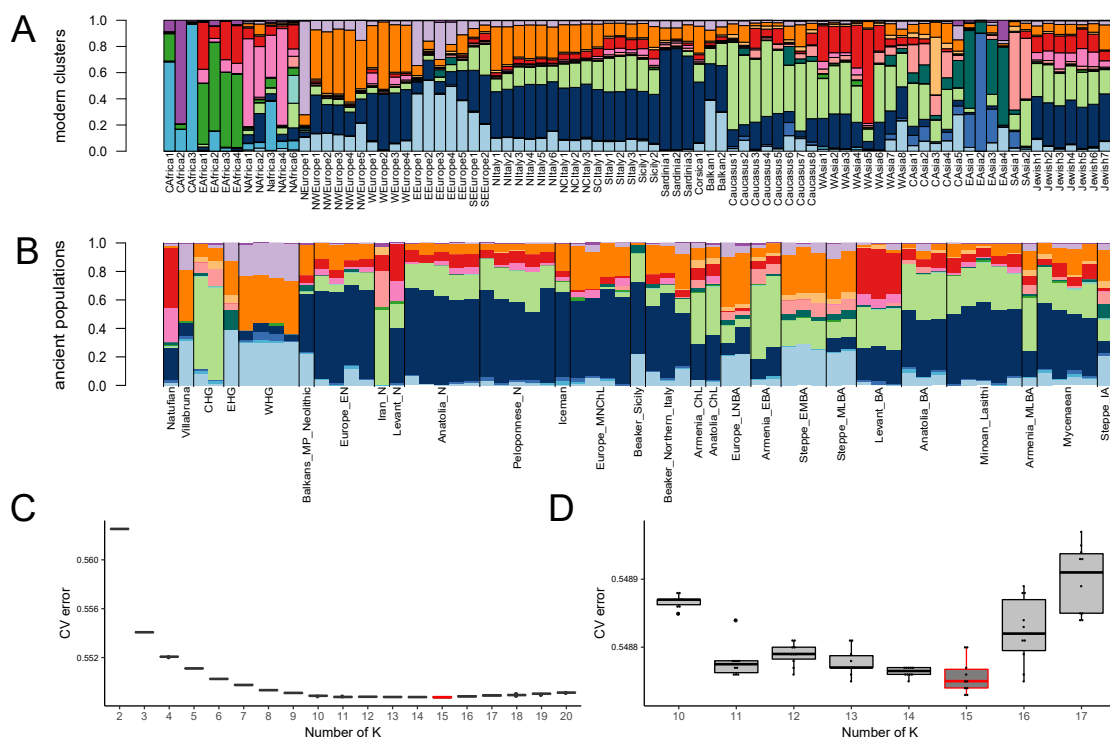 A
modern clusters
1.0
0.8
0.6
0.4
0.2
0.0
CAfrica1
CAfrica2
CAfrica3
EAfrica1
EAfrica2
EAfrica3
EAfrica4
NAfrica1
NAfrica2
NAfrica3
NAfrica4
NAfrica6
NEurope1
NWEurope1
NWEurope2
NWEurope3
NWEurope4
NWEurope5
WEurope1
WEurope2
WEurope3
WEurope4
EEurope1
EEurope2
EEurope3
EEurope4
EEurope5
SEEurope1
SEEurope2
NItaly1
NItaly2
NItaly3
NItaly4
NItaly5
NItaly6
NCItaly1
NCItaly2
NCItaly3
SCItaly1
SItaly1
SItaly2
SItaly3
Sicily1
Sicily2
Sardinia1
Sardinia2
Sardinia3
Corsica1
Balkan1
Balkan2
Caucasus1
Caucasus2
Caucasus3
Caucasus4
Caucasus5
Caucasus6
Caucasus7
Caucasus8
WAsia1
WAsia2
WAsia3
WAsia4
WAsia5
WAsia6
WAsia7
WAsia8
CAsia1
CAsia2
CAsia3
CAsia4
CAsia5
EAsia1
EAsia2
EAsia3
EAsia4
SAsia1
SAsia2
Jewish1
Jewish2
Jewish3
Jewish4
Jewish5
Jewish6
Jewish7
B
ancient populations
1.0
0.8
0.6
0.4
0.2
0.0
Natufian
Villabruna
CHG
EHG
WHG
Balkans_MP_Neolithic
Europe_EN
Iran_N
Levant_N
Anatolia_N
Peloponnese_N
Iceman
Europe_MNChL
Beaker_Sicily
Beaker_Northern_Italy
Armenia_ChL
Anatolia_ChL
Europe_LNBA
Armenia_EBA
Steppe_EMBA
Steppe_MLBA
Levant_BA
Anatolia_BA
Minoan_Lasithi
Armenia_MLBA
Mycenaean
Steppe_IA
C
CV error
0.560
0.556
0.552
2 3 4 5 6 7 8 9 10 11 12 13 14 15 16 17 18 19 20
Number of K
D
CV error
0.5489
0.5488
10 11 12 13 14 15 16 17
Number of K